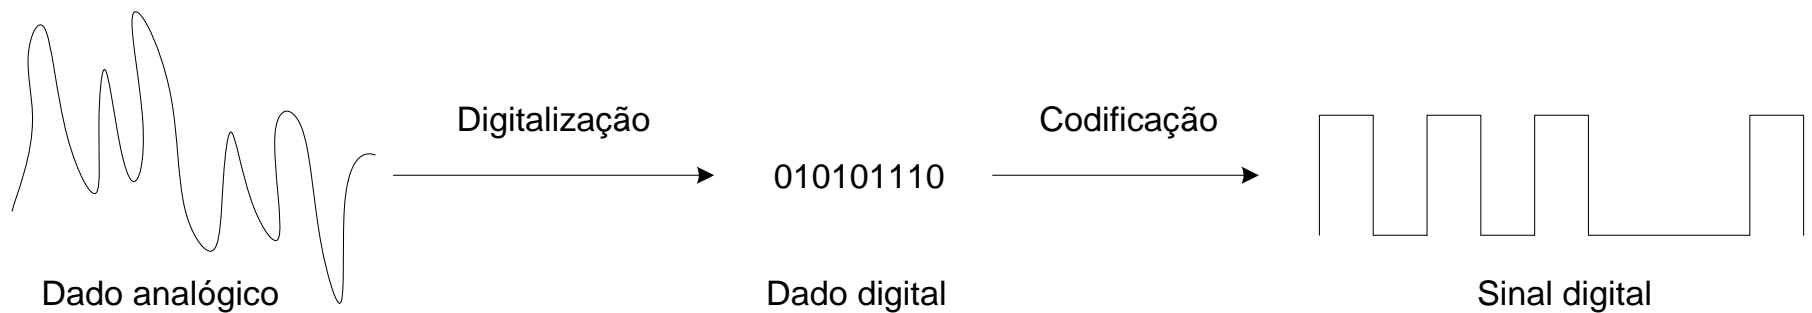 Digitalização
Codificação
010101110
Dado analógico
Dado digital
Sinal digital